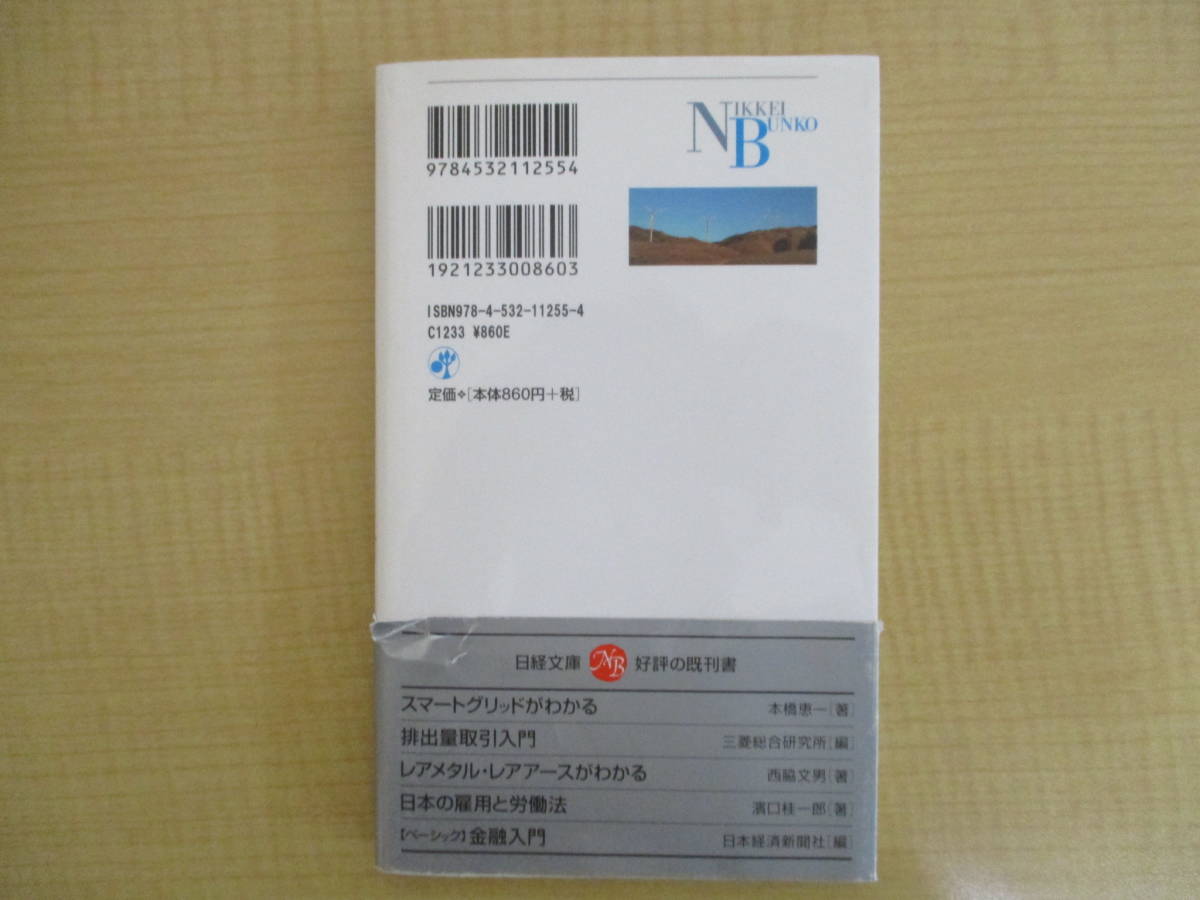 NIKKEI
BUNKO
9784532112554
1921233008603
ISBN978-4-532-11255-4
C1233 ¥860E
定価❖[本体860円+税]
日経文庫 NB 好評の既刊書
スマートグリッドがわかる 本橋恵一[著]
排出量取引入門 三菱総合研究所[編]
レアメタル・レアアースがわかる 西脇文男[著]
日本の雇用と労働法 濱口桂一郎[著]
【ベーシック】金融入門 日本経済新聞社[編]